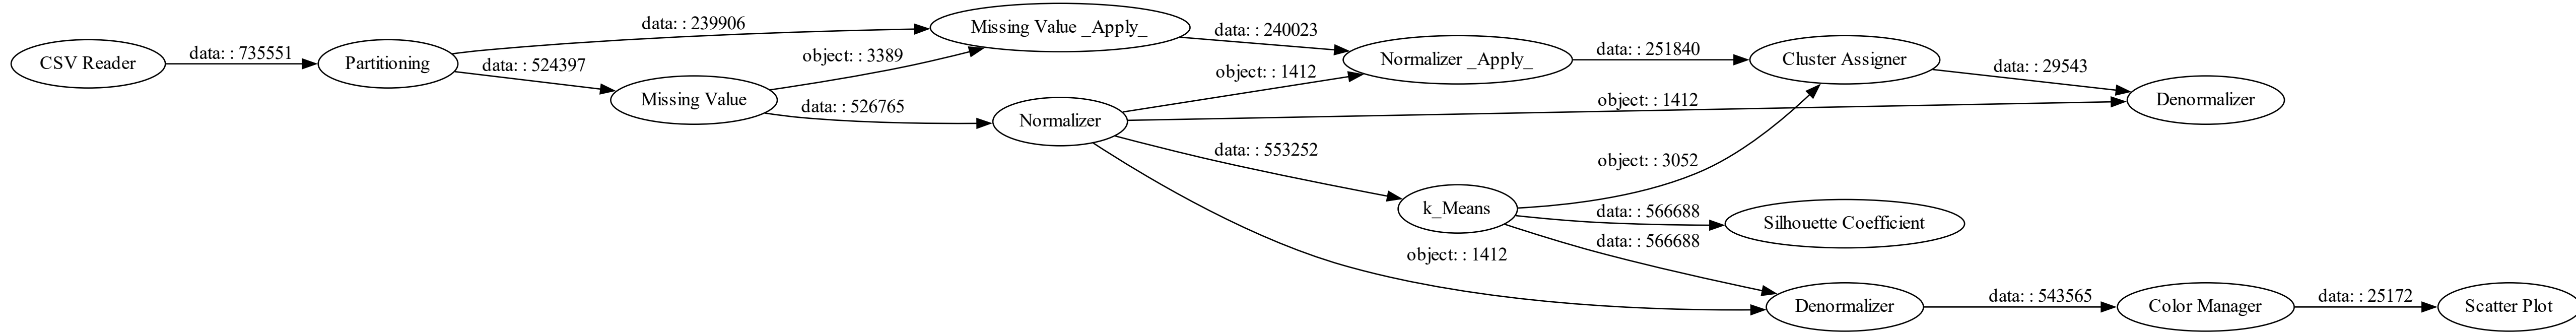 CSV Reader
data: : 735551
Partitioning
data: : 239906
data: : 524397
Missing Value
object: : 3389
data: : 526765
Missing Value _Apply_
Normalizer
data: : 240023
object: : 1412
object: : 1412
data: : 553252
object: : 1412
Normalizer _Apply_
k_Means
data: : 251840
object: : 3052
data: : 566688
data: : 566688
Cluster Assigner
Silhouette Coefficient
Denormalizer
data: : 29543
data: : 543565
Denormalizer
Color Manager
data: : 25172
Scatter Plot